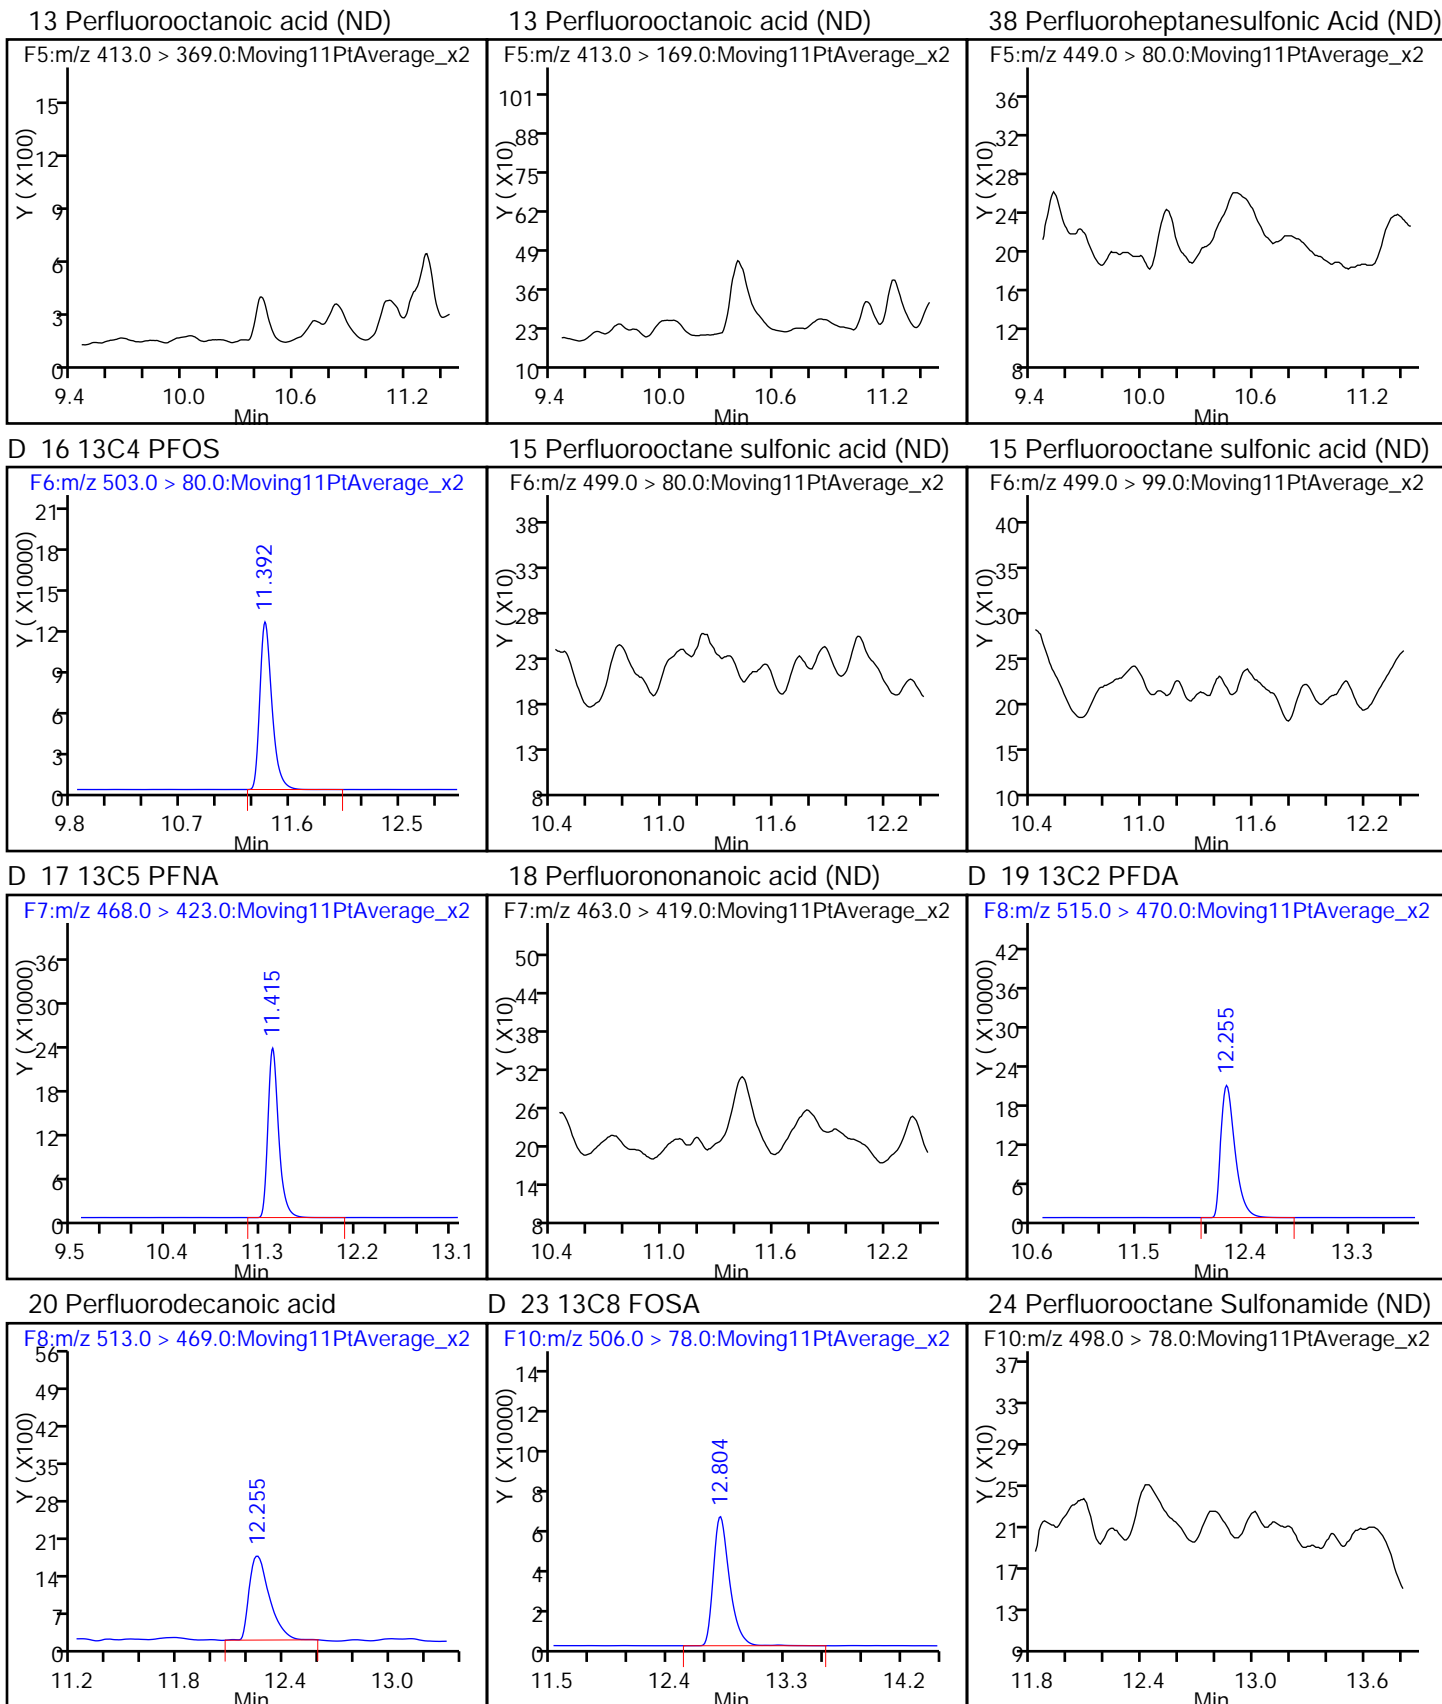 13 Perfluorooctanoic acid (ND)
F5:m/z 413.0 > 369.0:Moving11PtAverage_x2
Y ( X100)
15
12
9
6
3
0
9.4 10.0 10.6 11.2
Min
13 Perfluorooctanoic acid (ND)
F5:m/z 413.0 > 169.0:Moving11PtAverage_x2
Y ( X10)
101
88
75
62
49
36
23
10
9.4 10.0 10.6 11.2
Min
38 Perfluoroheptanesulfonic Acid (ND)
F5:m/z 449.0 > 80.0:Moving11PtAverage_x2
Y ( X10)
36
32
28
24
20
16
12
8
9.4 10.0 10.6 11.2
Min
D 16 13C4 PFOS
F6:m/z 503.0 > 80.0:Moving11PtAverage_x2
Y ( X10000)
21
18
15
12
9
6
3
0
11.392
9.8 10.7 11.6 12.5
Min
15 Perfluorooctane sulfonic acid (ND)
F6:m/z 499.0 > 80.0:Moving11PtAverage_x2
Y ( X10)
38
33
28
23
18
13
8
10.4 11.0 11.6 12.2
Min
15 Perfluorooctane sulfonic acid (ND)
F6:m/z 499.0 > 99.0:Moving11PtAverage_x2
Y ( X10)
40
35
30
25
20
15
10
10.4 11.0 11.6 12.2
Min
D 17 13C5 PFNA
F7:m/z 468.0 > 423.0:Moving11PtAverage_x2
Y ( X10000)
36
30
24
18
12
6
0
11.415
9.5 10.4 11.3 12.2 13.1
Min
18 Perfluorononanoic acid (ND)
F7:m/z 463.0 > 419.0:Moving11PtAverage_x2
Y ( X10)
50
44
38
32
26
20
14
8
10.4 11.0 11.6 12.2
Min
D 19 13C2 PFDA
F8:m/z 515.0 > 470.0:Moving11PtAverage_x2
Y ( X10000)
42
36
30
24
18
12
6
0
12.255
10.6 11.5 12.4 13.3
Min
20 Perfluorodecanoic acid
F8:m/z 513.0 > 469.0:Moving11PtAverage_x2
Y ( X100)
56
49
42
35
28
21
14
7
0
12.255
11.2 11.8 12.4 13.0
Min
D 23 13C8 FOSA
F10:m/z 506.0 > 78.0:Moving11PtAverage_x2
Y ( X10000)
14
12
10
8
6
4
2
0
12.804
11.5 12.4 13.3 14.2
Min
24 Perfluorooctane Sulfonamide (ND)
F10:m/z 498.0 > 78.0:Moving11PtAverage_x2
Y ( X10)
37
33
29
25
21
17
13
9
11.8 12.4 13.0 13.6
Min